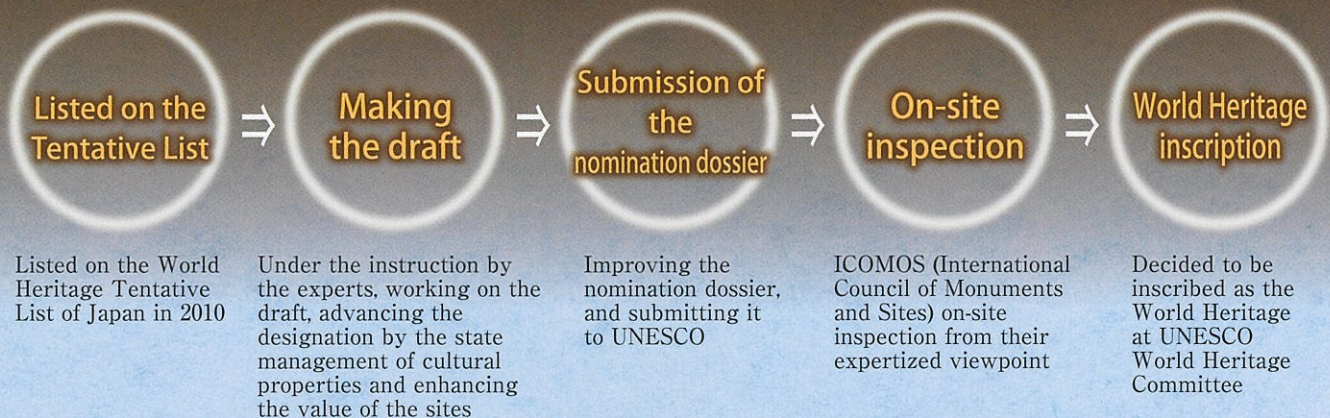 Listed on the
Tentative List
⇒
Making
the draft
⇒
Submission of
the
nomination dossier
⇒
On-site
inspection
⇒
World Heritage
inscription
Listed on the World
Heritage Tentative
List of Japan in 2010
Under the instruction by
the experts, working on the
draft, advancing the
designation by the state
management of cultural
properties and enhancing
the value of the sites
Improving the
nomination dossier,
and submitting it
to UNESCO
ICOMOS (International
Council of Monuments
and Sites) on-site
inspection from their
expertized viewpoint
Decided to be
inscribed as the
World Heritage
at UNESCO
World Heritage
Committee